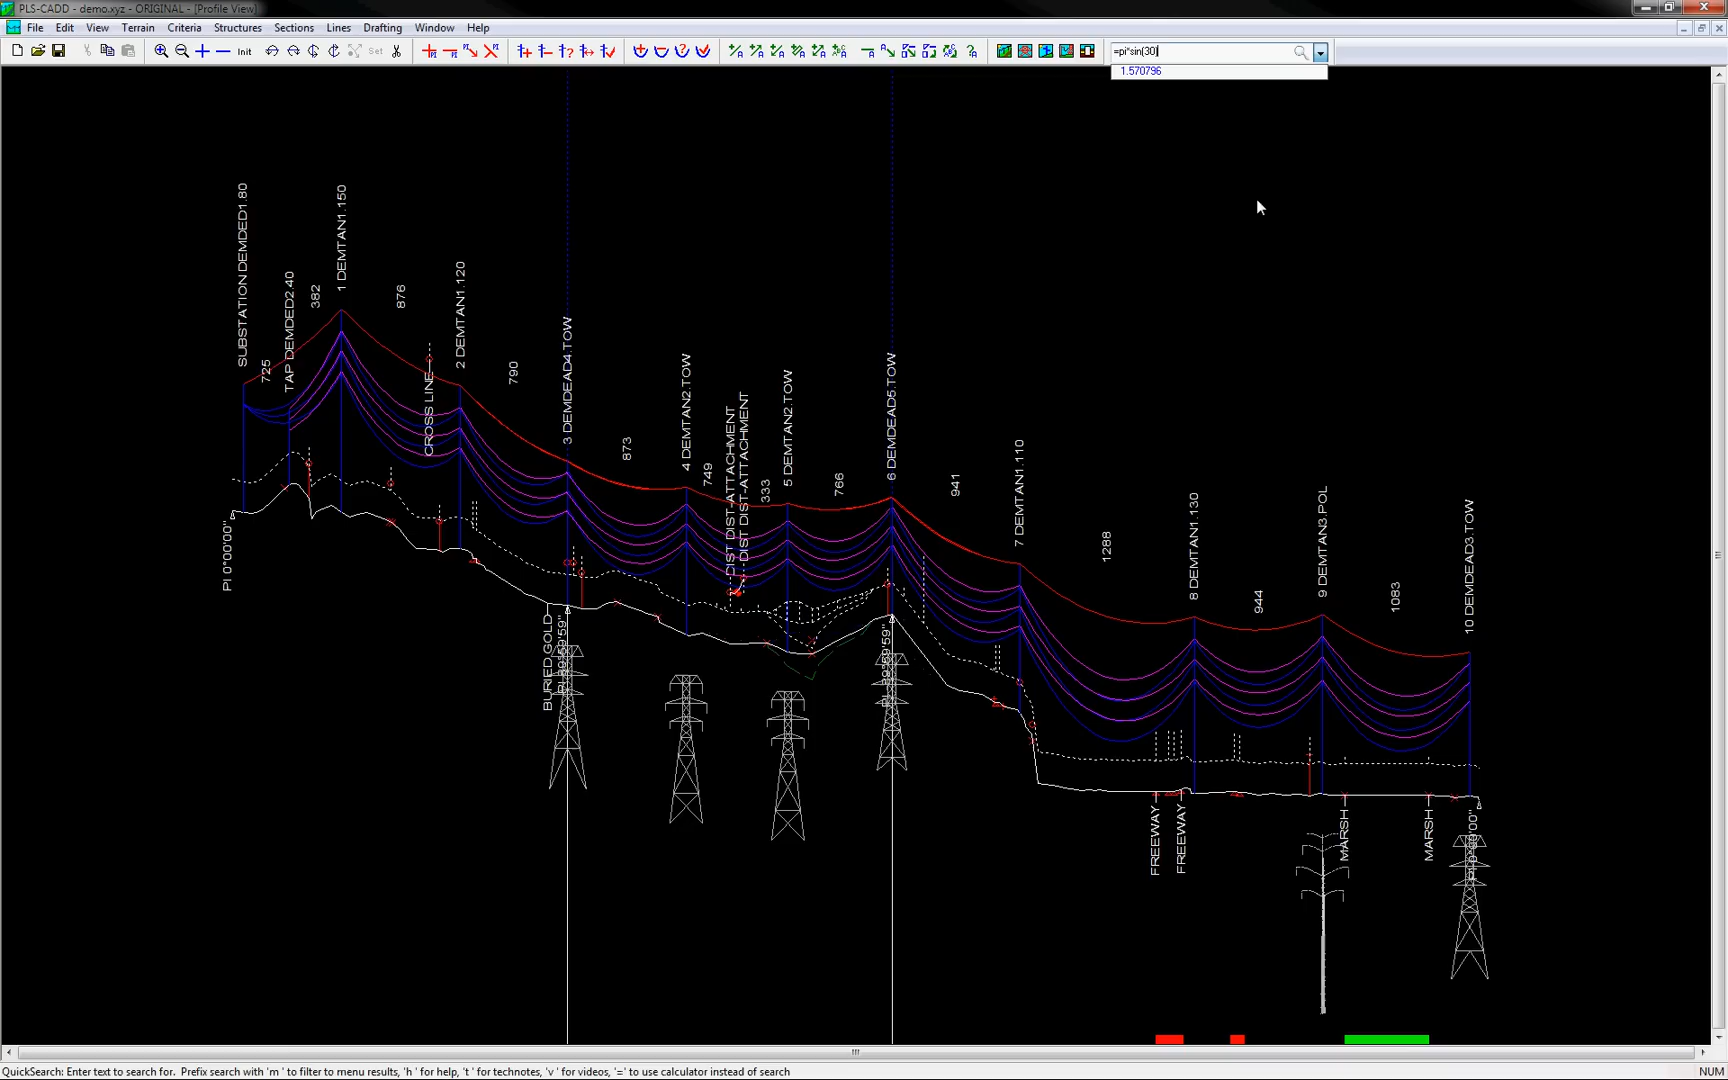 PLS-CADD - demo.xyz - ORIGINAL - [Profile View]
File Edit View Terrain Criteria Structures Sections Lines Drafting Window Help
Init Set =pi*sin(30)
1.570796
SUBSTATION DEMDED1.80
725
TAP DEMDED2.40
382
1 DEMTAN1.150
876
CROSS LINE
2 DEMTAN1.120
790
3 DEMDEAD4.TOW
873
4 DEMTAN2.TOW
749
DIST DIST-ATTACHMENT
DIST DIST-ATTACHMENT
333
5 DEMTAN2.TOW
766
6 DEMDEAD5.TOW
941
7 DEMTAN1.110
1288
8 DEMTAN1.130
944
9 DEMTAN3.POL
1083
10 DEMDEAD3.TOW
PI 0°00'00"
BURIED GOLD
FREEWAY
FREEWAY
MARSH
MARSH
QuickSearch: Enter text to search for. Prefix search with 'm ' to filter to menu results, 'h ' for help, 't ' for technotes, 'v ' for videos, '=' to use calculator instead of search
NUM